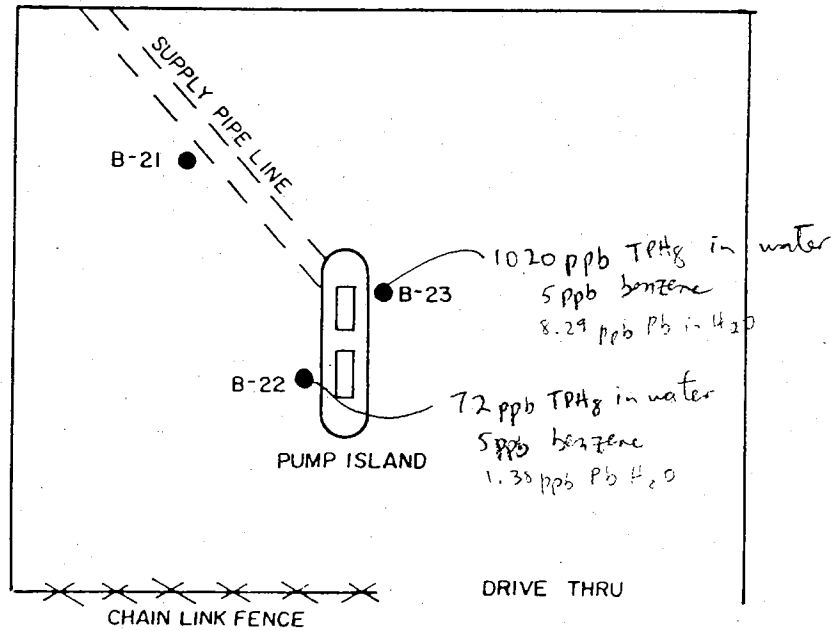 SUPPLY PIPE LINE
B-21
1020 ppb TPHg in water
B-23
5 ppb benzene
8.29 ppb Pb in H2O
B-22
72 ppb TPHg in water
5 ppb benzene
PUMP ISLAND
1.38 ppb Pb H2O
DRIVE THRU
CHAIN LINK FENCE